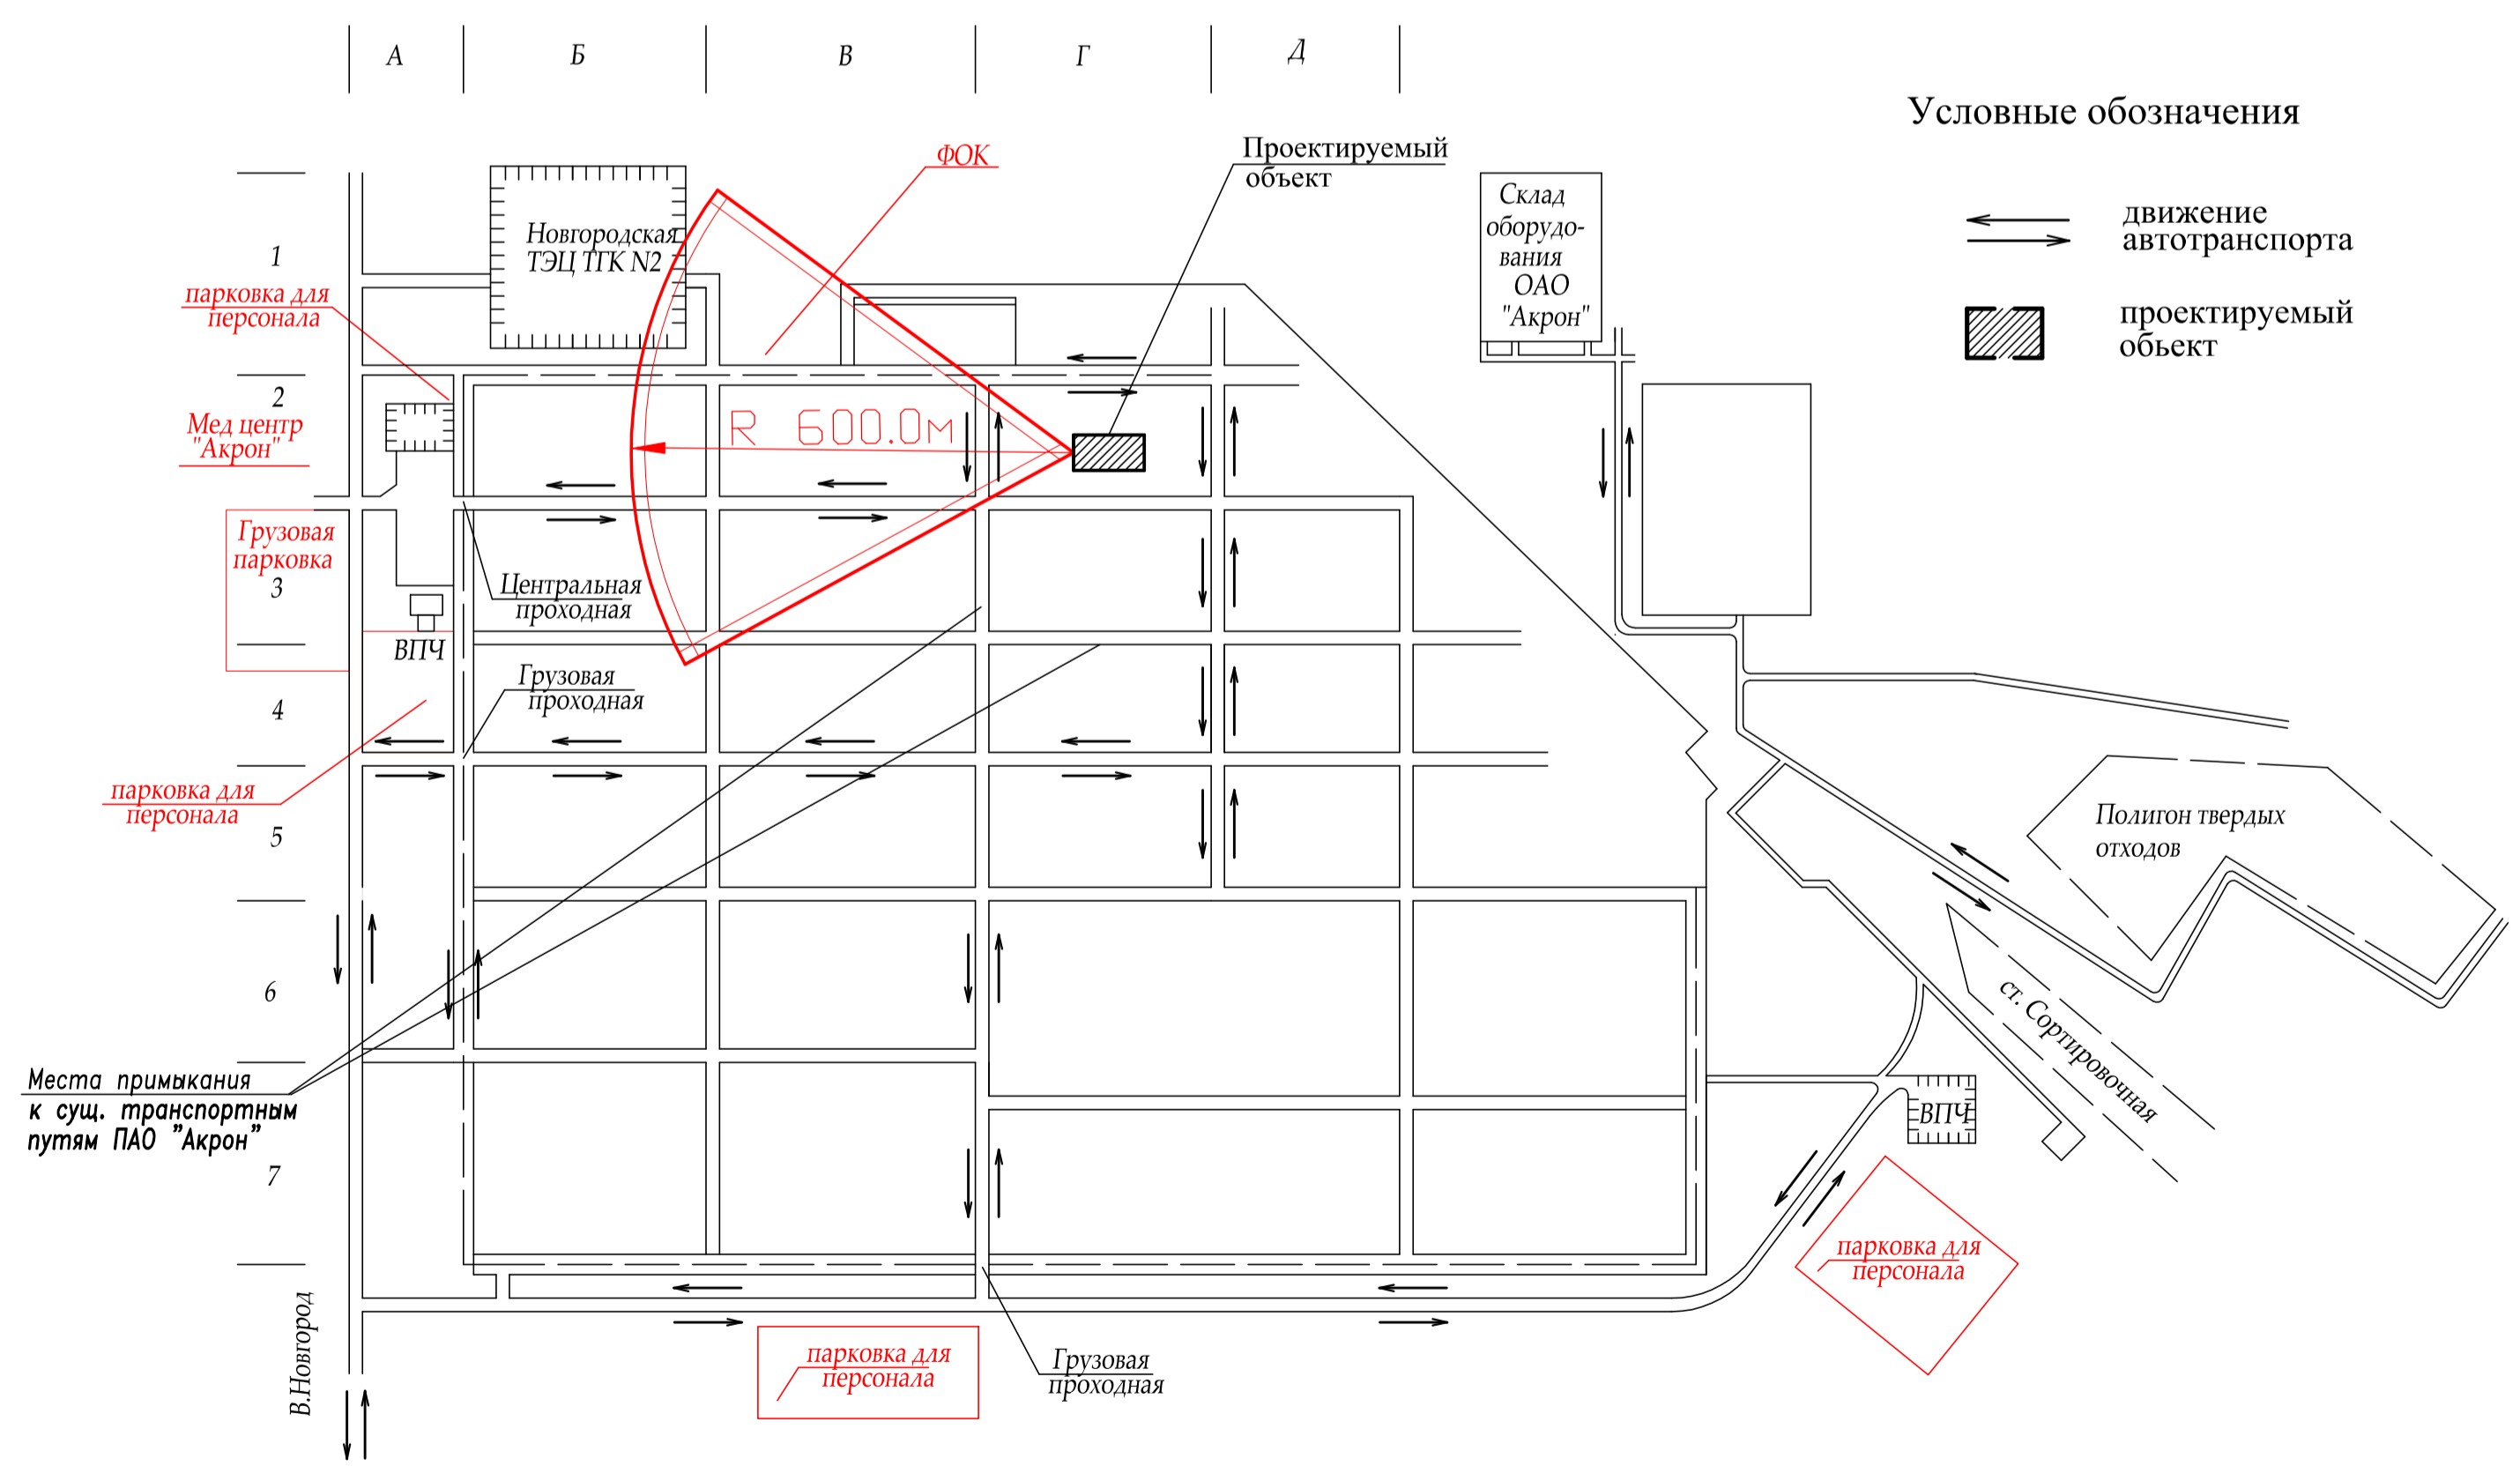 А
Б
В
Г
Д
Условные обозначения
движение
автотранспорта
проектируемый
обьект
ФОК
Проектируемый
объект
Склад
оборудо-
вания
ОАО
"Акрон"
Новгородская
ТЭЦ ТГК N2
1
парковка для
персонала
2
Мед центр
"Акрон"
R 600.0м
Грузовая
парковка
3
Центральная
проходная
ВПЧ
Грузовая
проходная
4
парковка для
персонала
5
Полигон твердых
отходов
6
ст. Сортировочная
Места примыкания
к сущ. транспортным
путям ПАО "Акрон"
ВПЧ
7
парковка для
персонала
В.Новгород
парковка для
персонала
Грузовая
проходная